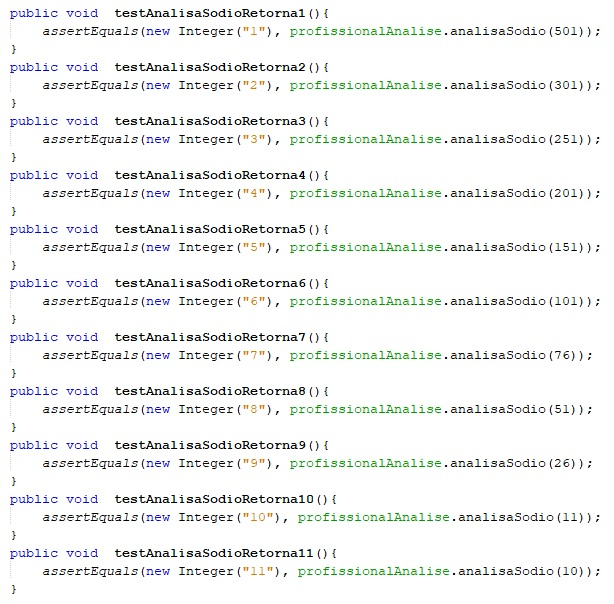 public void  testAnalisaSodioRetorna1(){
    assertEquals(new Integer("1"), profissionalAnalise.analisaSodio(501));
}
public void  testAnalisaSodioRetorna2(){
    assertEquals(new Integer("2"), profissionalAnalise.analisaSodio(301));
}
public void  testAnalisaSodioRetorna3(){
    assertEquals(new Integer("3"), profissionalAnalise.analisaSodio(251));
}
public void  testAnalisaSodioRetorna4(){
    assertEquals(new Integer("4"), profissionalAnalise.analisaSodio(201));
}
public void  testAnalisaSodioRetorna5(){
    assertEquals(new Integer("5"), profissionalAnalise.analisaSodio(151));
}
public void  testAnalisaSodioRetorna6(){
    assertEquals(new Integer("6"), profissionalAnalise.analisaSodio(101));
}
public void  testAnalisaSodioRetorna7(){
    assertEquals(new Integer("7"), profissionalAnalise.analisaSodio(76));
}
public void  testAnalisaSodioRetorna8(){
    assertEquals(new Integer("8"), profissionalAnalise.analisaSodio(51));
}
public void  testAnalisaSodioRetorna9(){
    assertEquals(new Integer("9"), profissionalAnalise.analisaSodio(26));
}
public void  testAnalisaSodioRetorna10(){
    assertEquals(new Integer("10"), profissionalAnalise.analisaSodio(11));
}
public void  testAnalisaSodioRetorna11(){
    assertEquals(new Integer("11"), profissionalAnalise.analisaSodio(10));
}